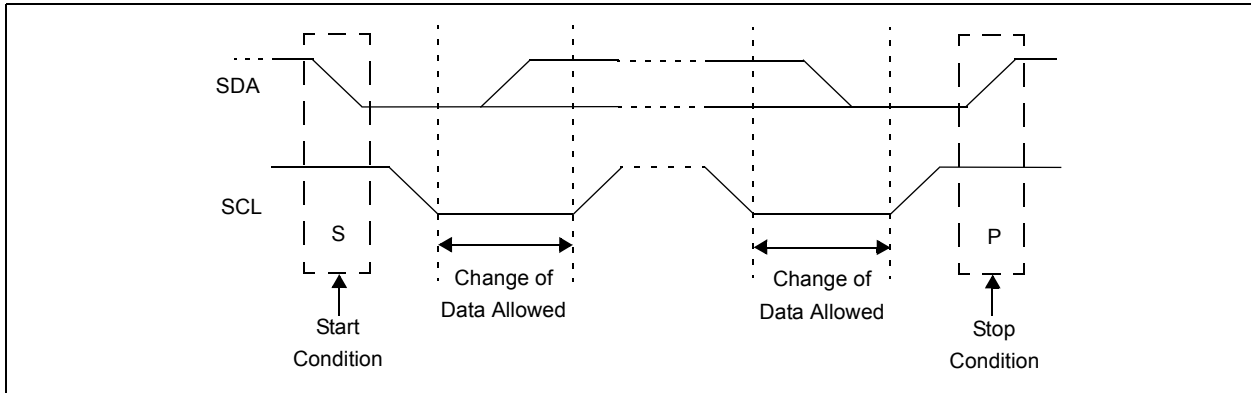 SDA
SCL
S
P
Change of
Data Allowed
Change of
Data Allowed
Start
Condition
Stop
Condition